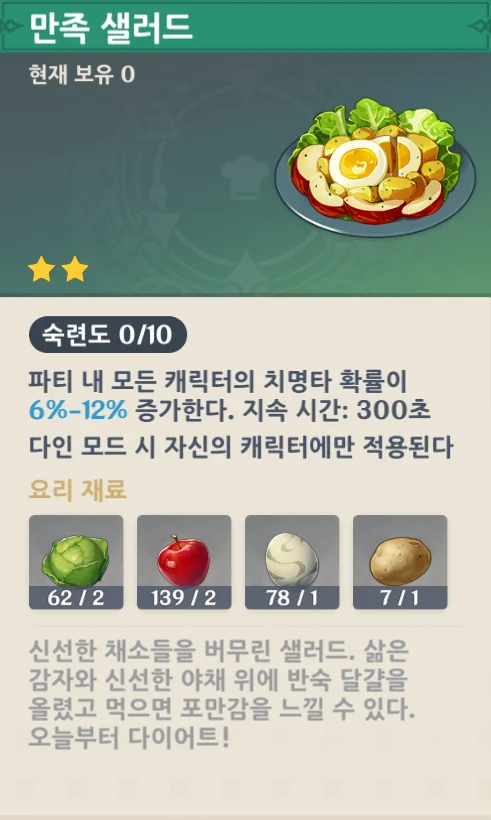 만족 샐러드
현재 보유 0
숙련도 0/10
파티 내 모든 캐릭터의 치명타 확률이
6%-12% 증가한다. 지속 시간: 300초
다인 모드 시 자신의 캐릭터에만 적용된다
요리 재료
62 / 2 139 / 2 78 / 1 7 / 1
신선한 채소들을 버무린 샐러드. 삶은
감자와 신선한 야채 위에 반숙 달걀을
올렸고 먹으면 포만감을 느낄 수 있다.
오늘부터 다이어트!